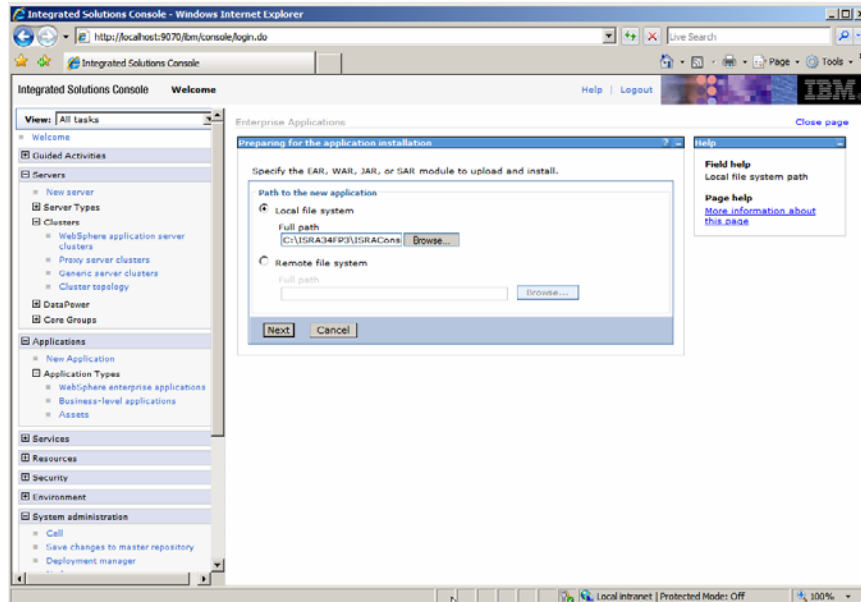 Integrated Solutions Console - Windows Internet Explorer
http://localhost:9070/ibm/console/login.do
Live Search
Integrated Solutions Console
Page
Tools
Integrated Solutions Console Welcome
Help | Logout
IBM.
View: All tasks
Welcome
Guided Activities
Servers
New server
Server Types
Clusters
WebSphere application server
clusters
Proxy server clusters
Generic server clusters
Cluster topology
DataPower
Core Groups
Applications
New Application
Application Types
WebSphere enterprise applications
Business-level applications
Assets
Services
Resources
Security
Environment
System administration
Cell
Save changes to master repository
Deployment manager
Enterprise Applications
Close page
Preparing for the application installation
Specify the EAR, WAR, JAR, or SAR module to upload and install.
Path to the new application
Local file system
Full path
C:\ISRA34FP3\ISRACons Browse...
Remote file system
Full path
Browse...
Next Cancel
Help
Field help
Local file system path
Page help
More information about
this page
Local intranet | Protected Mode: Off
100%